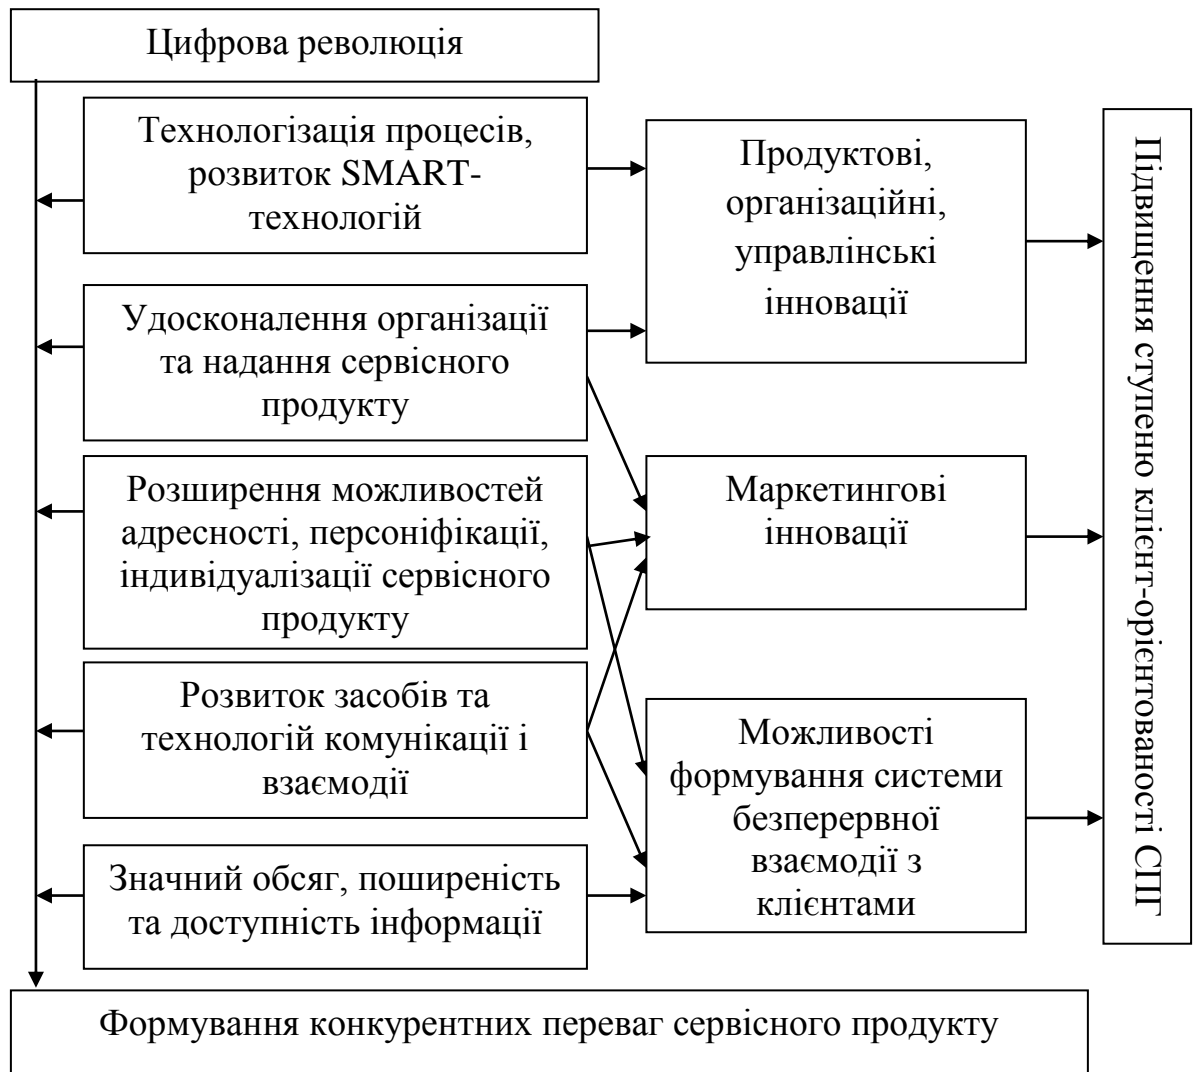 Цифрова революція
Технологізація процесів,
розвиток SMART-
технологій
Удосконалення організації
та надання сервісного
продукту
Розширення можливостей
адресності, персоніфікації,
індивідуалізації сервісного
продукту
Розвиток засобів та
технологій комунікації і
взаємодії
Значний обсяг, поширеність
та доступність інформації
Продуктові,
організаційні,
управлінські
інновації
Маркетингові
інновації
Можливості
формування системи
безперервної
взаємодії з
клієнтами
Підвищення ступеню клієнт-орієнтованості СПГ
Формування конкурентних переваг сервісного продукту